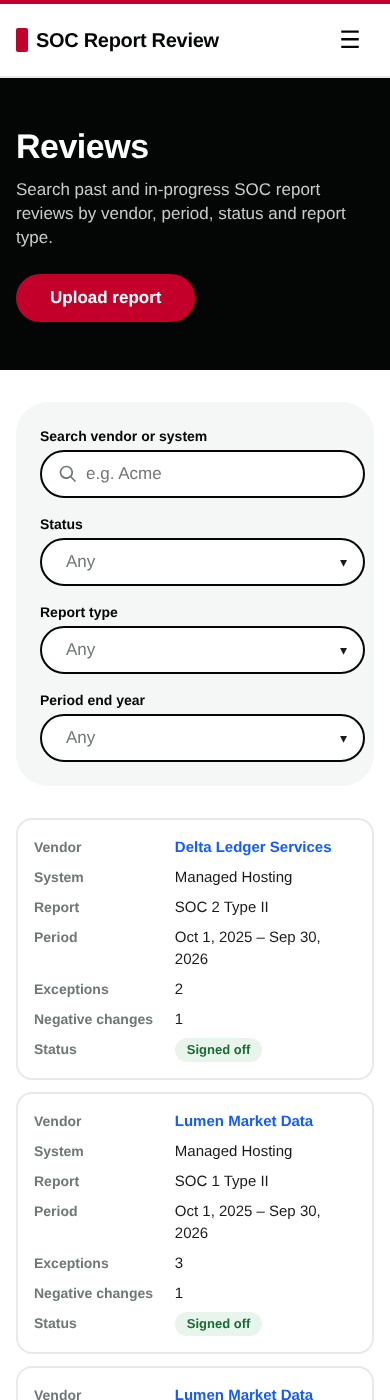 SOC Report Review
☰
Reviews
Search past and in-progress SOC report
reviews by vendor, period, status and report
type.
Upload report
Search vendor or system
e.g. Acme
Status
Any
Report type
Any
Period end year
Any
Vendor Delta Ledger Services
System Managed Hosting
Report SOC 2 Type II
Period Oct 1, 2025 – Sep 30,
2026
Exceptions 2
Negative changes 1
Status Signed off
Vendor Lumen Market Data
System Managed Hosting
Report SOC 1 Type II
Period Oct 1, 2025 – Sep 30,
2026
Exceptions 3
Negative changes 1
Status Signed off
Vendor Lumen Market Data